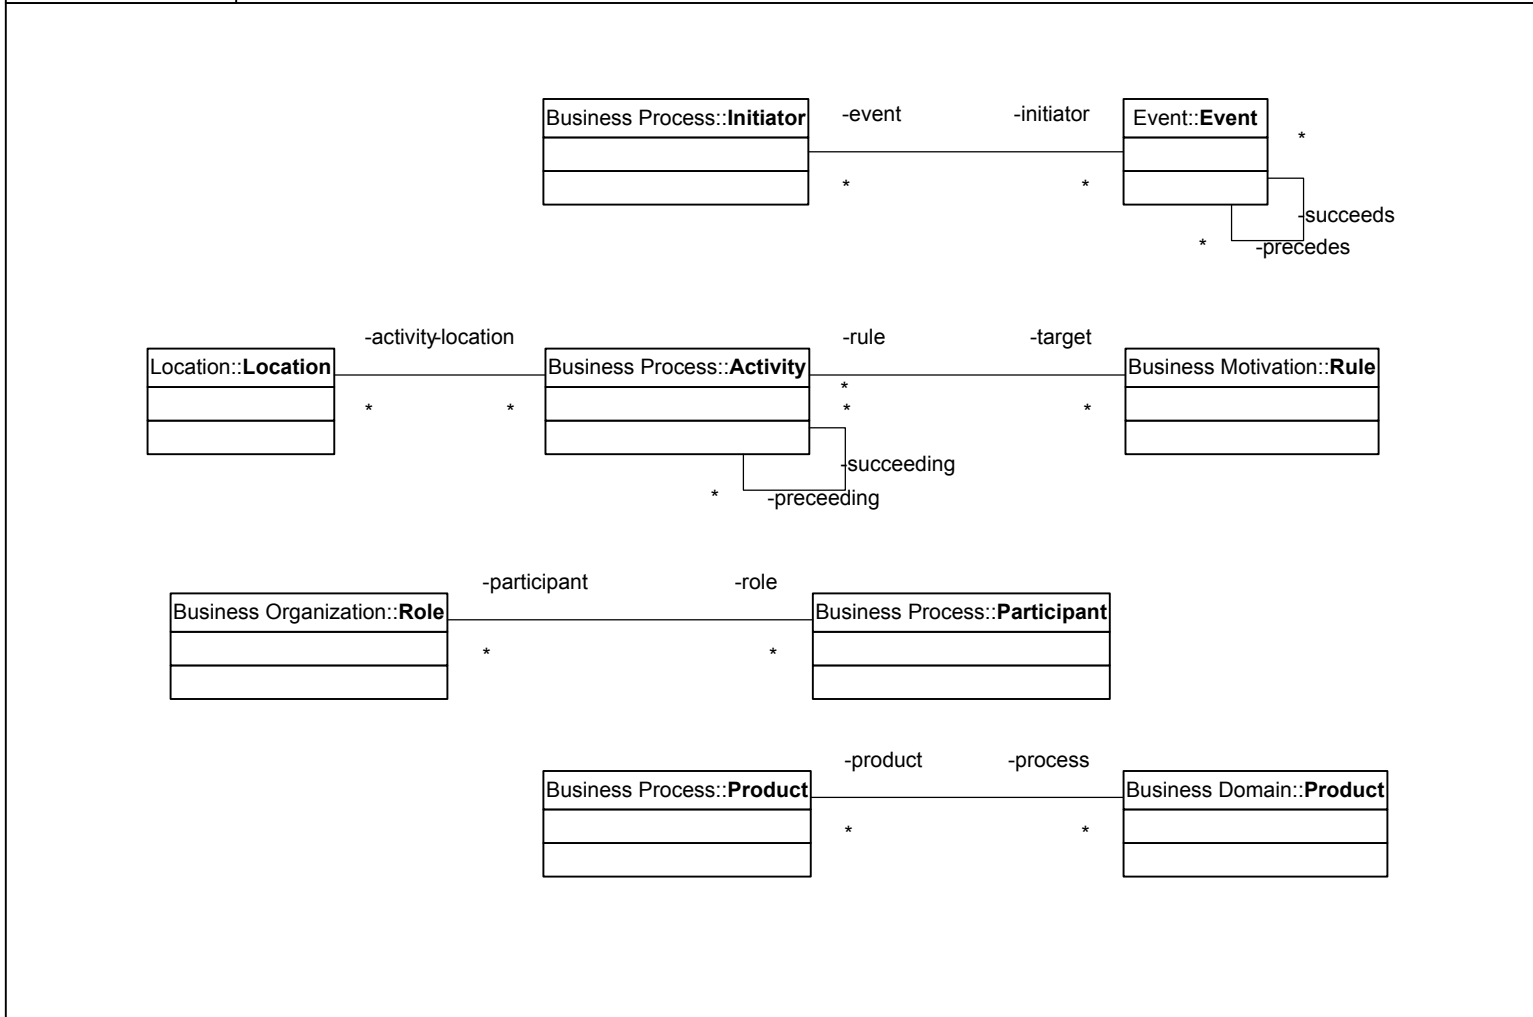 Business Process::Initiator
-event
-initiator
Event::Event
*
*
*
-succeeds
*
-precedes
-activity
-location
-rule
-target
Location::Location
Business Process::Activity
Business Motivation::Rule
*
*
*
*
*
-succeeding
*
-preceeding
-participant
-role
Business Organization::Role
Business Process::Participant
*
*
-product
-process
Business Process::Product
Business Domain::Product
*
*